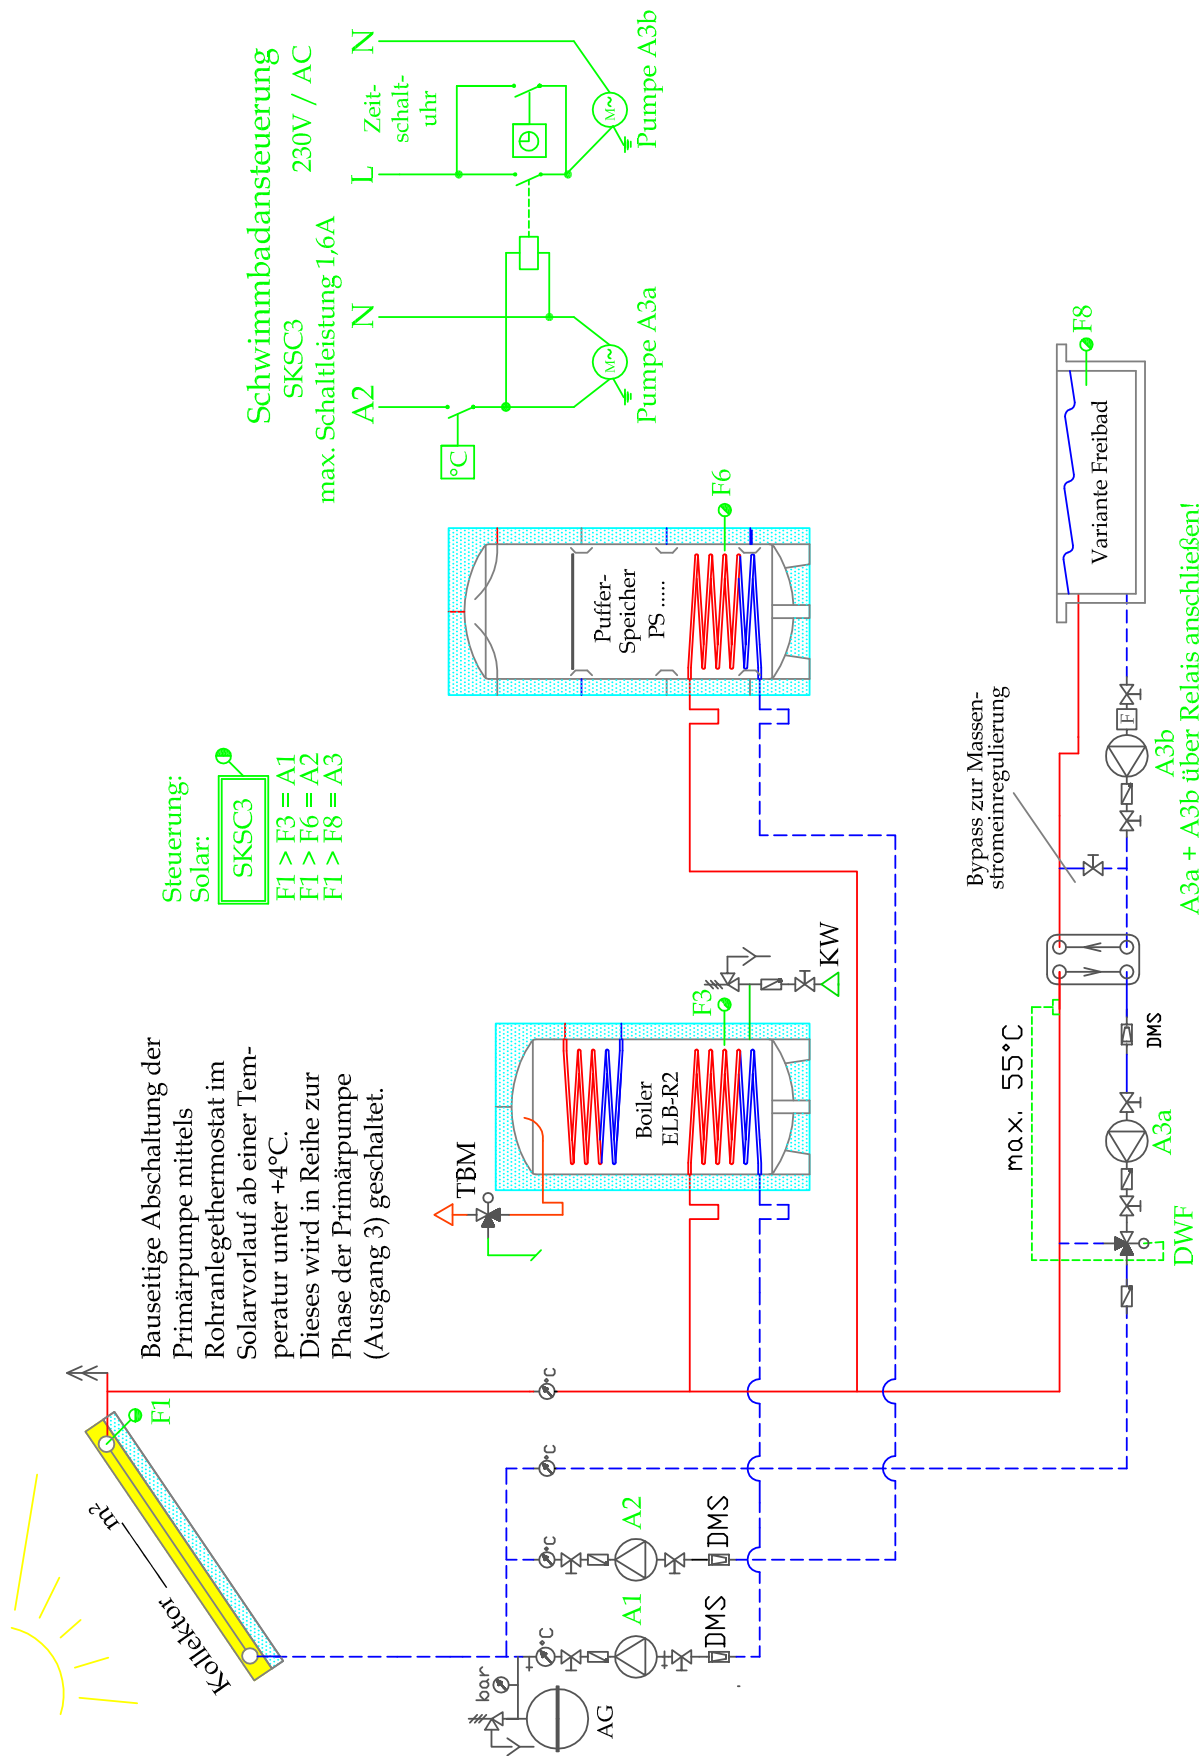 Kollektor ____ m²
F1
Bauseitige Abschaltung der
Primärpumpe mittels
Rohranlegethermostat im
Solarvorlauf ab einer Tem-
peratur unter +4°C.
Dieses wird in Reihe zur
Phase der Primärpumpe
(Ausgang 3) geschaltet.
Steuerung:
Solar:
SKSC3
F1 > F3 = A1
F1 > F6 = A2
F1 > F8 = A3
Schwimmbadansteuerung
SKSC3
230V / AC
max. Schaltleistung 1,6A
A2
N
L
N
Zeit-
schalt-
uhr
°C
M~
M~
Pumpe A3a
Pumpe A3b
TBM
Boiler
ELB-R2
F3
KW
Puffer-
Speicher
PS .....
F6
bar
AG
°C
°C
°C
°C
A1
A2
DMS
DMS
max. 55°C
DWF
A3a
DMS
Bypass zur Massen-
stromeinregulierung
A3b
F
Variante Freibad
F8
A3a + A3b über Relais anschließen!